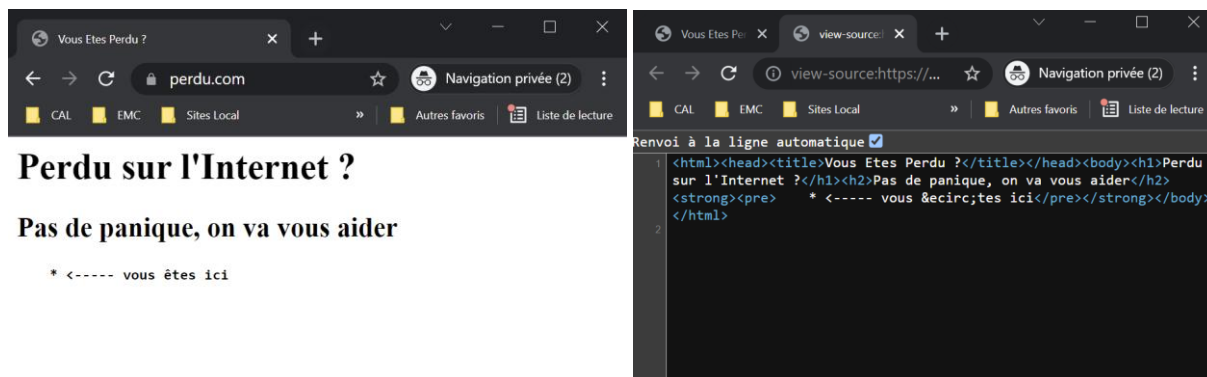 Vous Etes Perdu ?
perdu.com
Navigation privée (2)
CAL
EMC
Sites Local
»
Autres favoris
Liste de lecture
Perdu sur l'Internet ?
Pas de panique, on va vous aider
* <----- vous êtes ici
Vous Etes Per
view-source:
view-source:https://...
Navigation privée (2)
CAL
EMC
Sites Local
»
Autres favoris
Liste de lecture
Renvoi à la ligne automatique
1 <html><head><title>Vous Etes Perdu ?</title></head><body><h1>Perdu
sur l'Internet ?</h1><h2>Pas de panique, on va vous aider</h2>
<strong><pre>    * <----- vous &ecirc;tes ici</pre></strong></body>
</html>
2